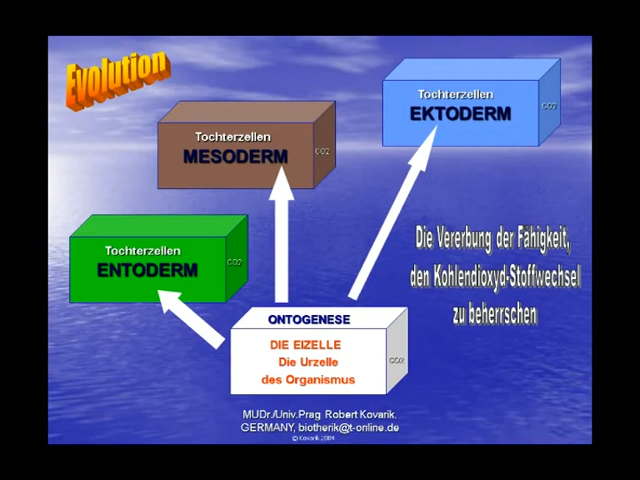 Evolution
Tochterzellen
EKTODERM
CO2
Tochterzellen
MESODERM
CO2
Tochterzellen
ENTODERM
CO2
Die Vererbung der Fähigkeit,
den Kohlendioxyd-Stoffwechsel
zu beherrschen
ONTOGENESE
DIE EIZELLE
Die Urzelle
des Organismus
CO2
MUDr./Univ.Prag Robert Kovarik,
GERMANY, biotherik@t-online.de
© Kovarik 2004